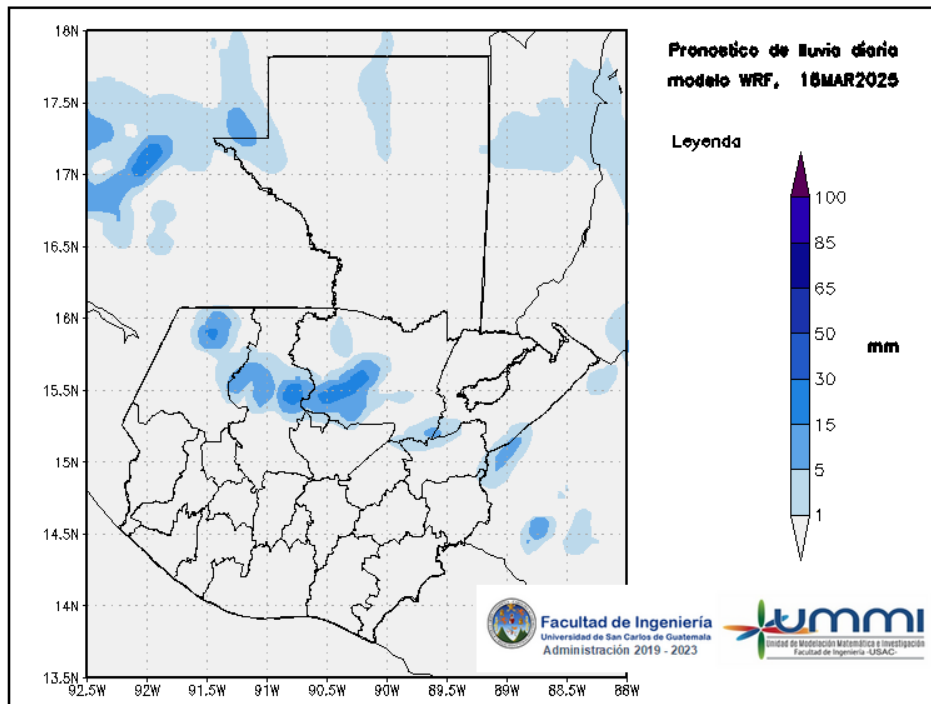 Pronostico de lluvia diaria
modelo WRF, 15MAR2025
Leyenda
100
85
65
50
30
15
5
1
mm
18N
17.5N
17N
16.5N
16N
15.5N
15N
14.5N
14N
13.5N
92.5W
92W
91.5W
91W
90.5W
90W
89.5W
89W
88.5W
88W
Facultad de Ingeniería
Universidad de San Carlos de Guatemala
Administración 2019 - 2023
UMMI
Unidad de Modelación Matemática e Investigación
Facultad de Ingeniería -USAC-